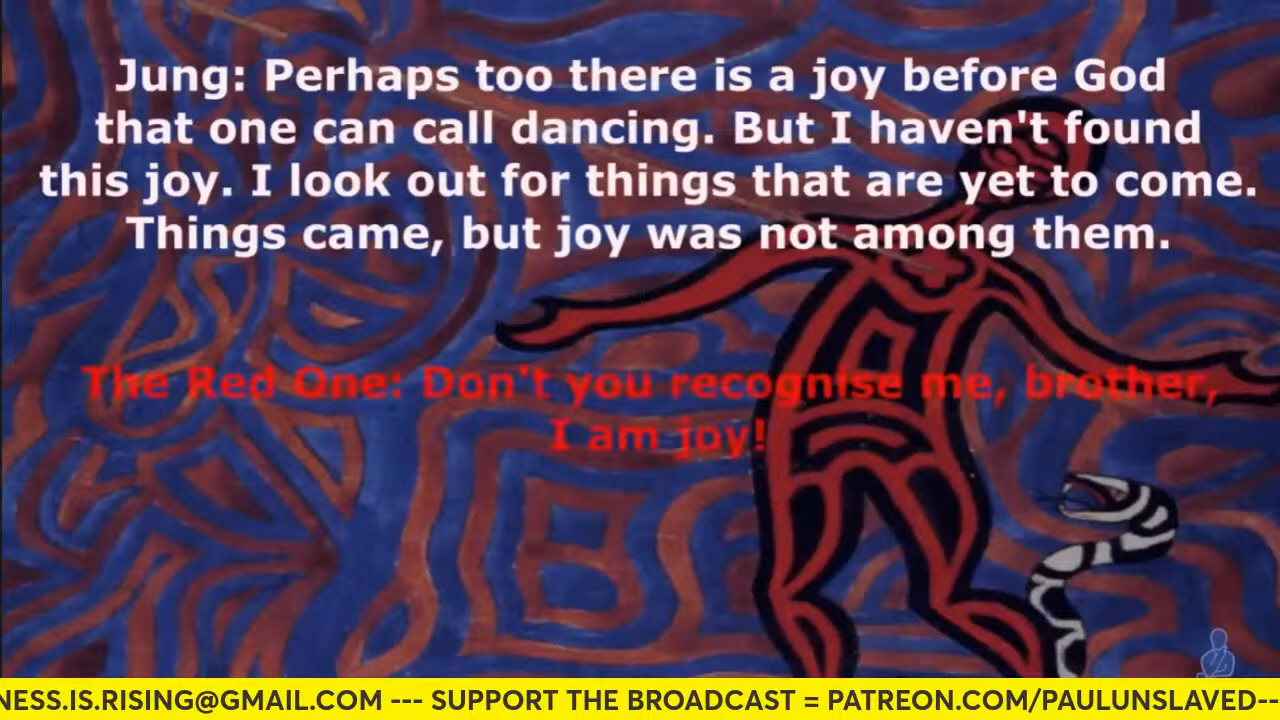 Jung: Perhaps too there is a joy before God
that one can call dancing. But I haven't found
this joy. I look out for things that are yet to come.
Things came, but joy was not among them.
The Red One: Don't you recognise me, brother,
I am joy!
NESS.IS.RISING@GMAIL.COM --- SUPPORT THE BROADCAST = PATREON.COM/PAULUNSLAVED--